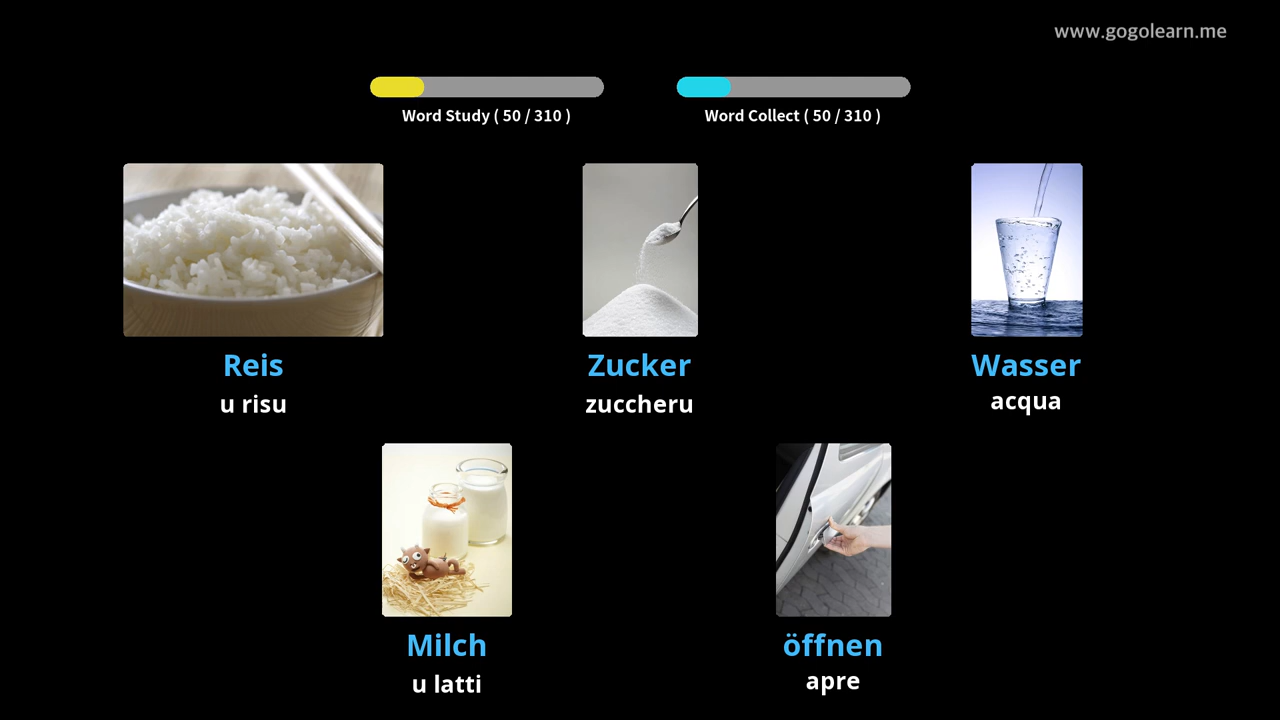 www.gogolearn.me
Word Study ( 50 / 310 )
Word Collect ( 50 / 310 )
Reis
u risu
Zucker
zuccheru
Wasser
acqua
Milch
u latti
öffnen
apre